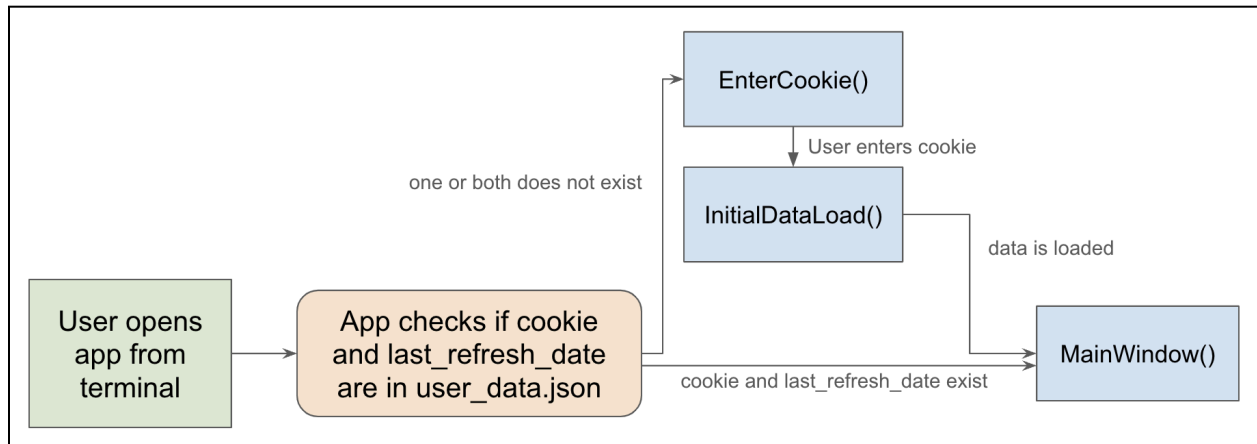 User opens
app from
terminal
App checks if cookie
and last_refresh_date
are in user_data.json
one or both does not exist
EnterCookie()
User enters cookie
InitialDataLoad()
data is loaded
cookie and last_refresh_date exist
MainWindow()